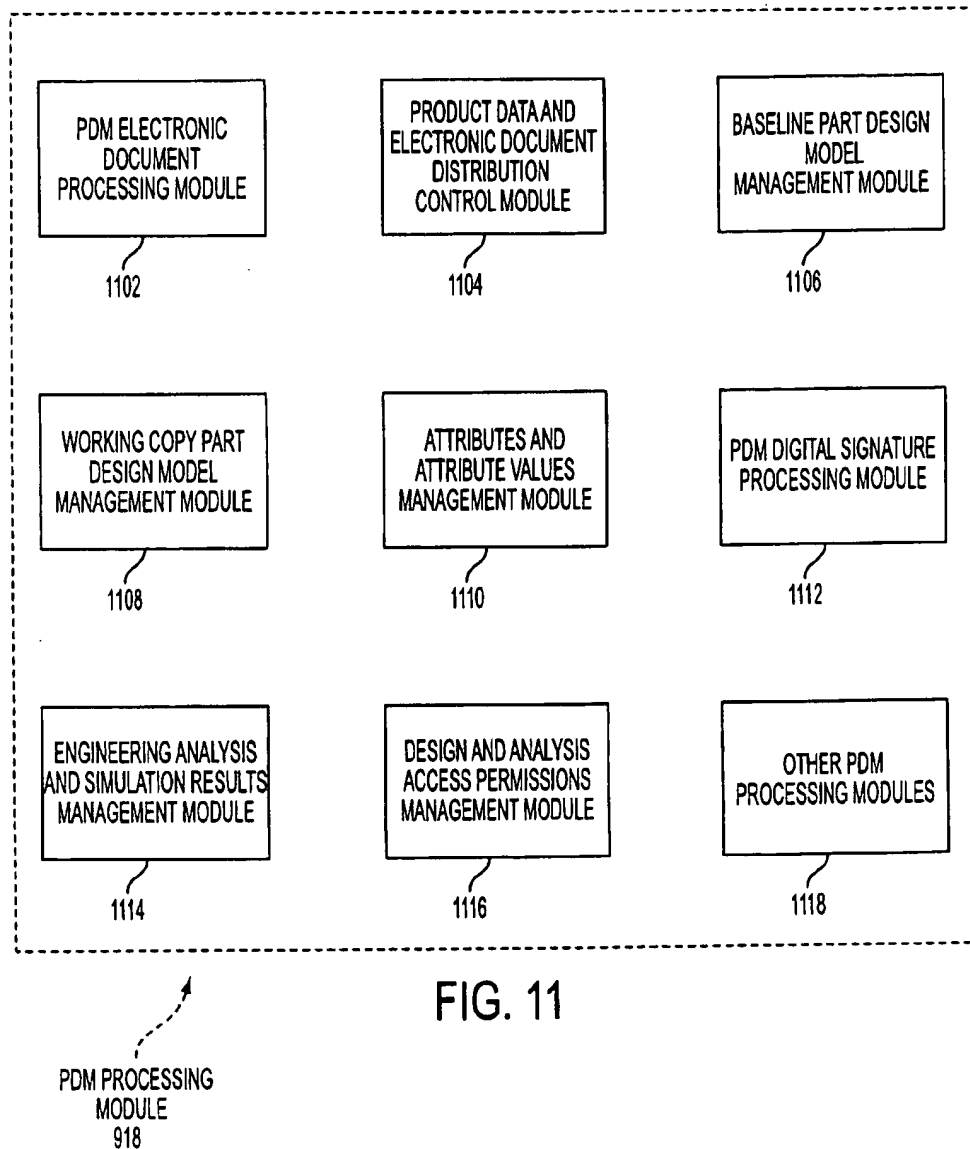 PDM ELECTRONIC
DOCUMENT
PROCESSING MODULE
1102
PRODUCT DATA AND
ELECTRONIC DOCUMENT
DISTRIBUTION
CONTROL MODULE
1104
BASELINE PART DESIGN
MODEL
MANAGEMENT MODULE
1106
WORKING COPY PART
DESIGN MODEL
MANAGEMENT MODULE
1108
ATTRIBUTES AND
ATTRIBUTE VALUES
MANAGEMENT MODULE
1110
PDM DIGITAL SIGNATURE
PROCESSING MODULE
1112
ENGINEERING ANALYSIS
AND SIMULATION RESULTS
MANAGEMENT MODULE
1114
DESIGN AND ANALYSIS
ACCESS PERMISSIONS
MANAGEMENT MODULE
1116
OTHER PDM
PROCESSING MODULES
1118
FIG. 11
PDM PROCESSING
MODULE
918